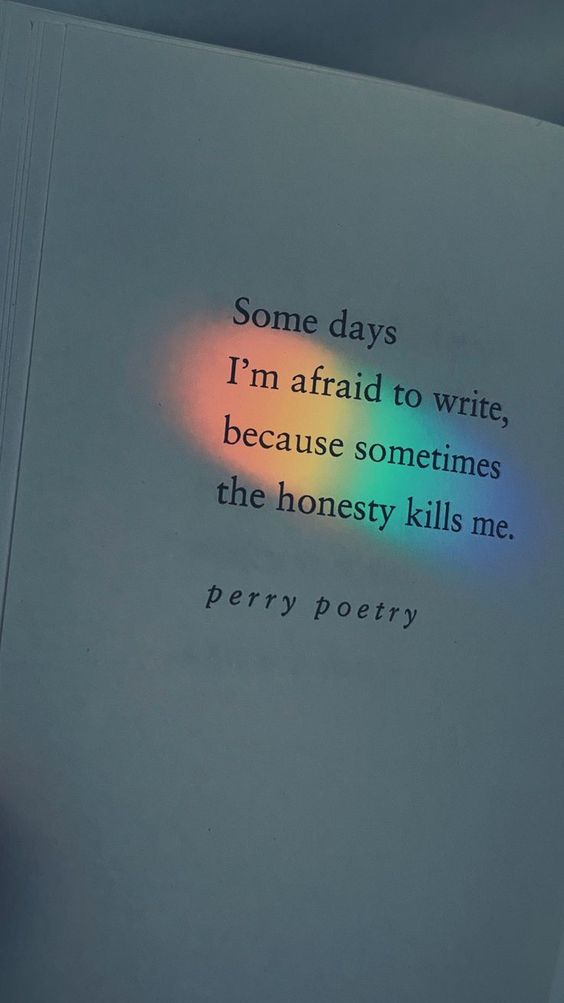 Some days
I'm afraid to write,
because sometimes
the honesty kills me.
perry poetry